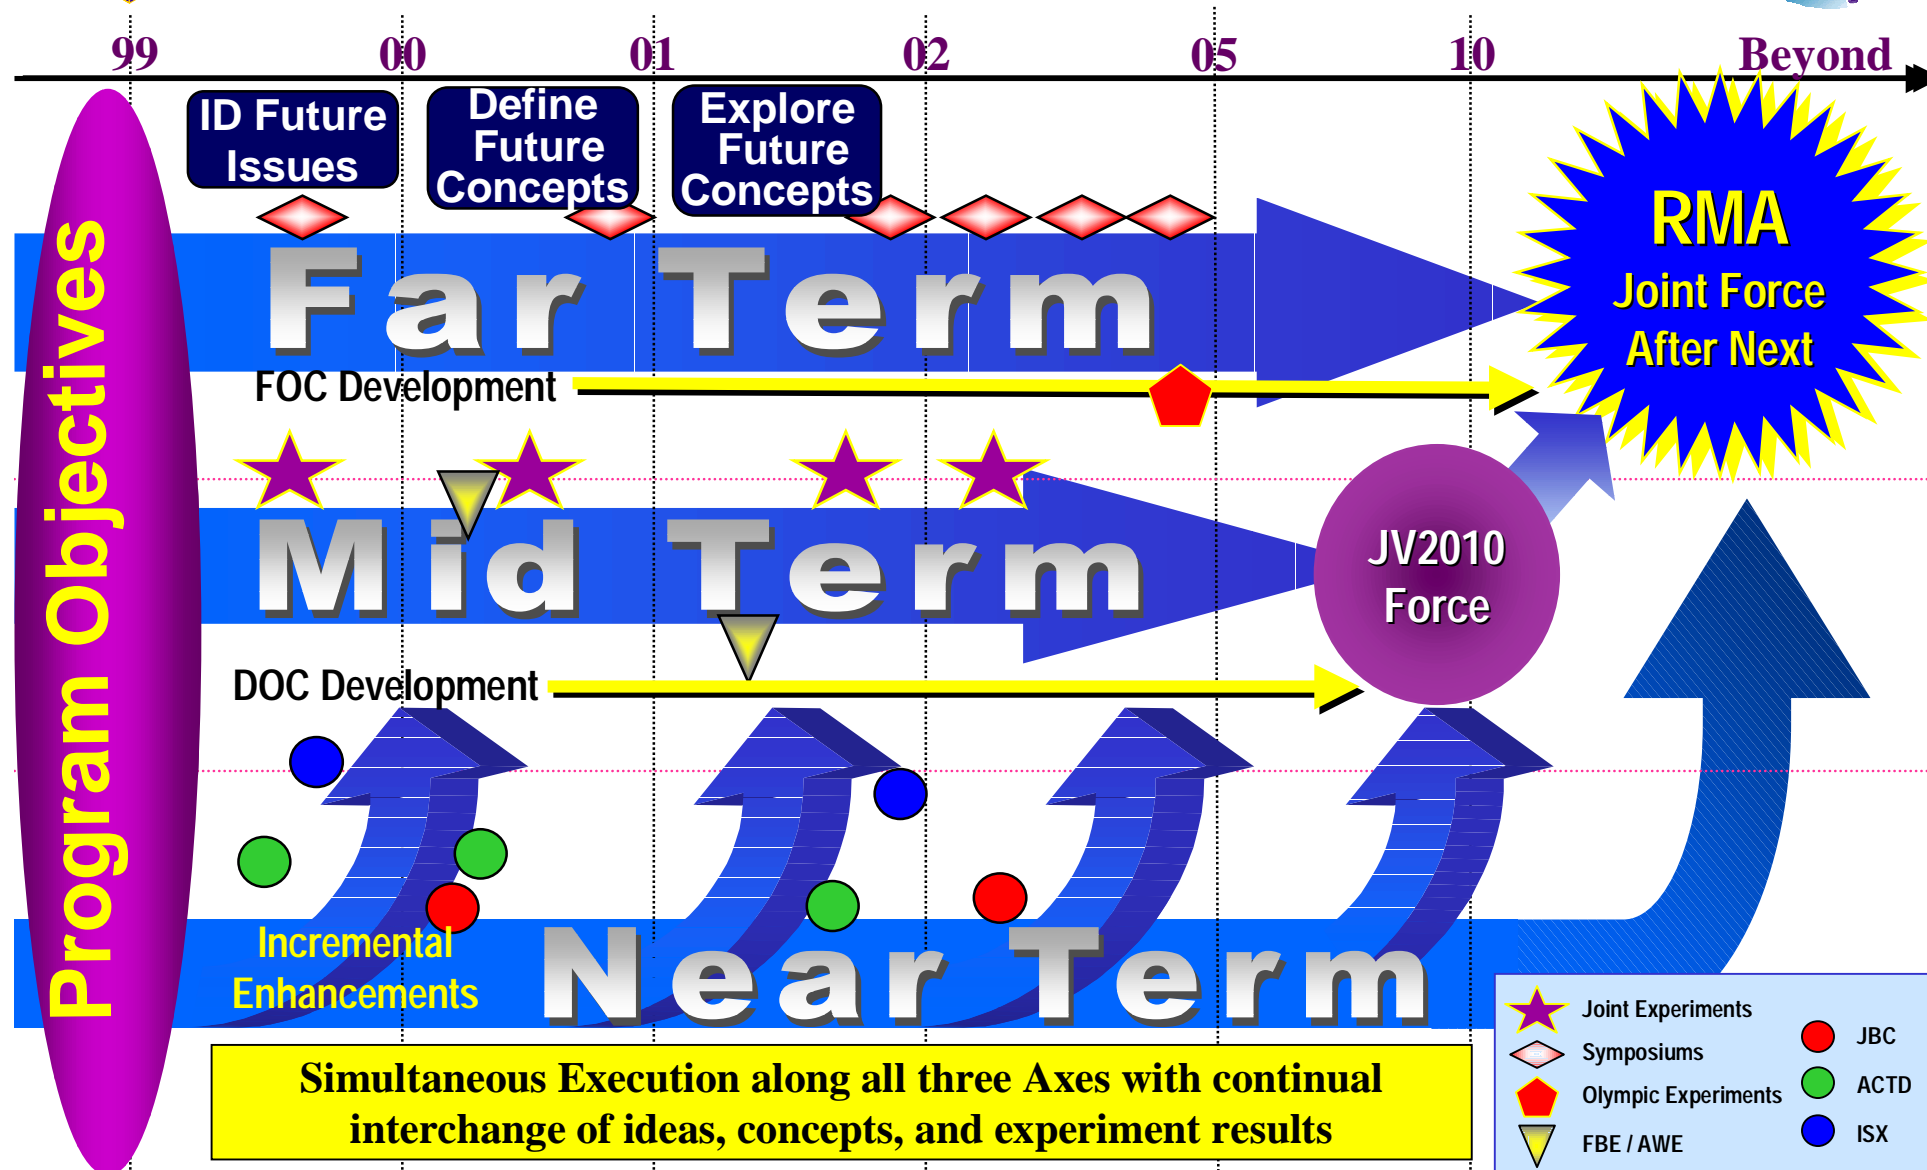 99 00 01 02 05 10 Beyond
Program Objectives
ID Future
Issues
Define
Future
Concepts
Explore
Future
Concepts
Far Term
RMA
Joint Force
After Next
FOC Development
Mid Term
JV2010
Force
DOC Development
Incremental
Enhancements
Near Term
Simultaneous Execution along all three Axes with continual
interchange of ideas, concepts, and experiment results
Joint Experiments
Symposiums
Olympic Experiments
FBE / AWE
JBC
ACTD
ISX